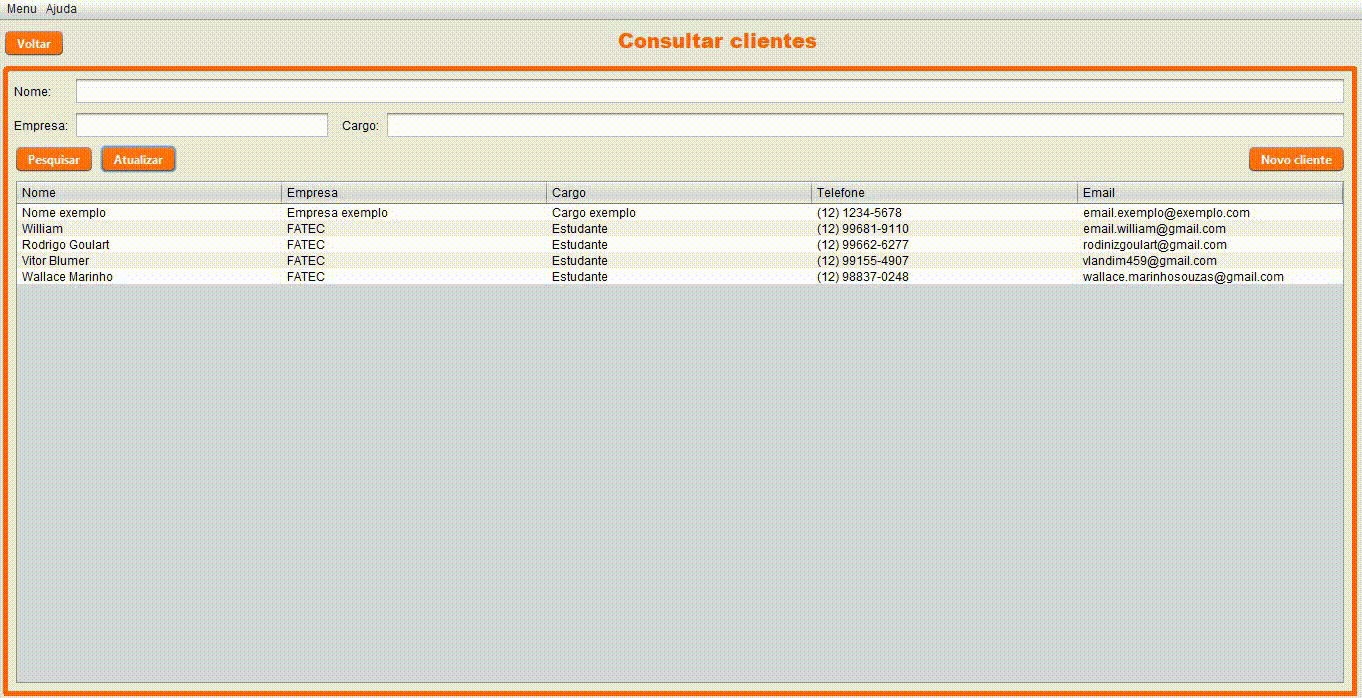 Menu Ajuda
Voltar Consultar clientes
Nome:
Empresa: Cargo:
Pesquisar Atualizar Novo cliente
Nome Empresa Cargo Telefone Email
Nome exemplo Empresa exemplo Cargo exemplo (12) 1234-5678 email.exemplo@exemplo.com
William FATEC Estudante (12) 99681-9110 email.william@gmail.com
Rodrigo Goulart FATEC Estudante (12) 99662-6277 rodinizgoulart@gmail.com
Vitor Blumer FATEC Estudante (12) 99155-4907 vlandim459@gmail.com
Wallace Marinho FATEC Estudante (12) 98837-0248 wallace.marinhosouzas@gmail.com